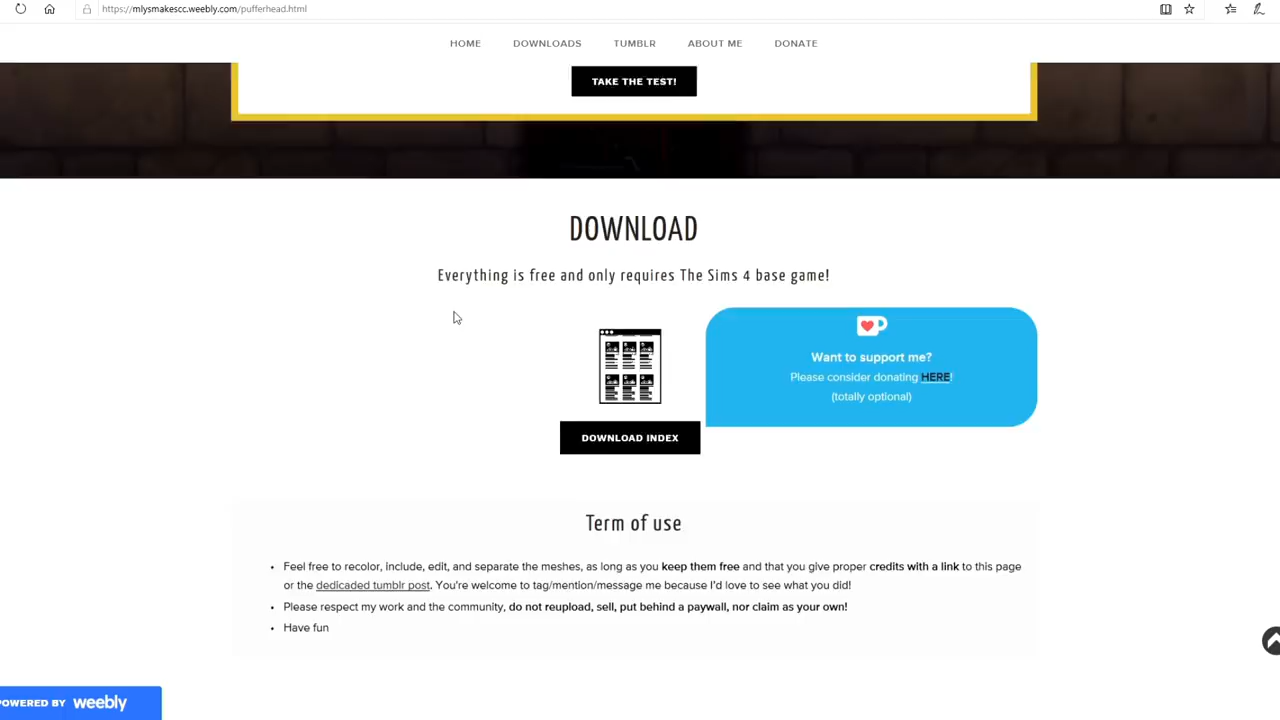 https://mlysmakescc.weebly.com/pufferhead.html
HOME DOWNLOADS TUMBLR ABOUT ME DONATE
TAKE THE TEST!
DOWNLOAD
Everything is free and only requires The Sims 4 base game!
Want to support me?
Please consider donating HERE!
(totally optional)
DOWNLOAD INDEX
Term of use
• Feel free to recolor, include, edit, and separate the meshes, as long as you keep them free and that you give proper credits with a link to this page
or the dedicaded tumblr post. You're welcome to tag/mention/message me because I'd love to see what you did!
• Please respect my work and the community, do not reupload, sell, put behind a paywall, nor claim as your own!
• Have fun
POWERED BY weebly